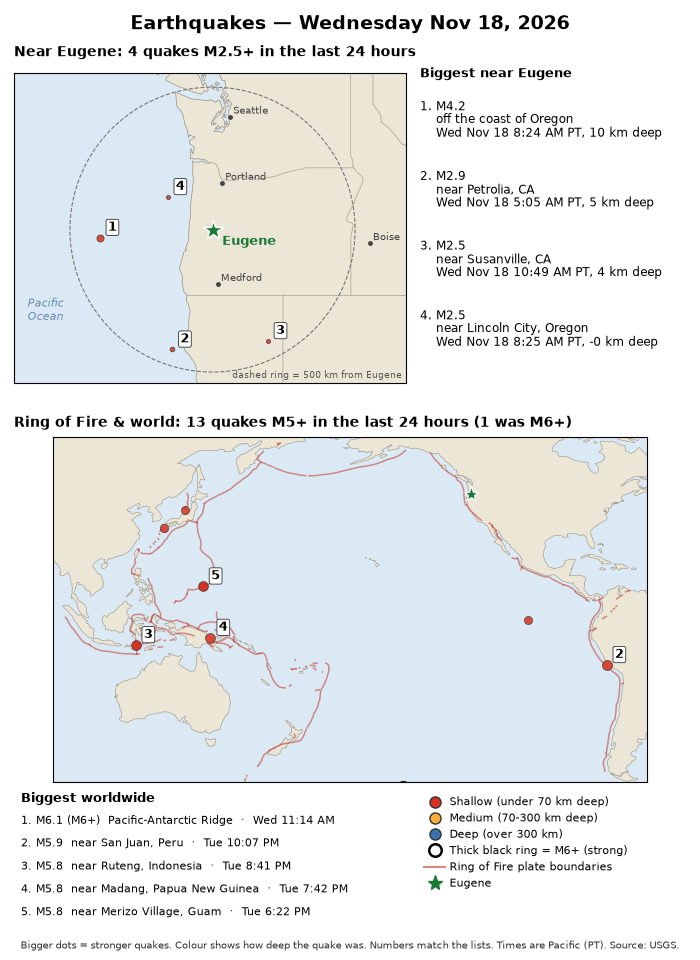 Earthquakes — Wednesday Nov 18, 2026
Near Eugene: 4 quakes M2.5+ in the last 24 hours
Seattle
Portland
4
1
Eugene
Boise
Medford
Pacific
Ocean
2
3
dashed ring = 500 km from Eugene
Biggest near Eugene
1. M4.2
off the coast of Oregon
Wed Nov 18 8:24 AM PT, 10 km deep
2. M2.9
near Petrolia, CA
Wed Nov 18 5:05 AM PT, 5 km deep
3. M2.5
near Susanville, CA
Wed Nov 18 10:49 AM PT, 4 km deep
4. M2.5
near Lincoln City, Oregon
Wed Nov 18 8:25 AM PT, -0 km deep
Ring of Fire & world: 13 quakes M5+ in the last 24 hours (1 was M6+)
5
4
3
2
Biggest worldwide
1. M6.1 (M6+)  Pacific-Antarctic Ridge  ·  Wed 11:14 AM
2. M5.9  near San Juan, Peru  ·  Tue 10:07 PM
3. M5.8  near Ruteng, Indonesia  ·  Tue 8:41 PM
4. M5.8  near Madang, Papua New Guinea  ·  Tue 7:42 PM
5. M5.8  near Merizo Village, Guam  ·  Tue 6:22 PM
Shallow (under 70 km deep)
Medium (70-300 km deep)
Deep (over 300 km)
Thick black ring = M6+ (strong)
Ring of Fire plate boundaries
Eugene
Bigger dots = stronger quakes. Colour shows how deep the quake was. Numbers match the lists. Times are Pacific (PT). Source: USGS.